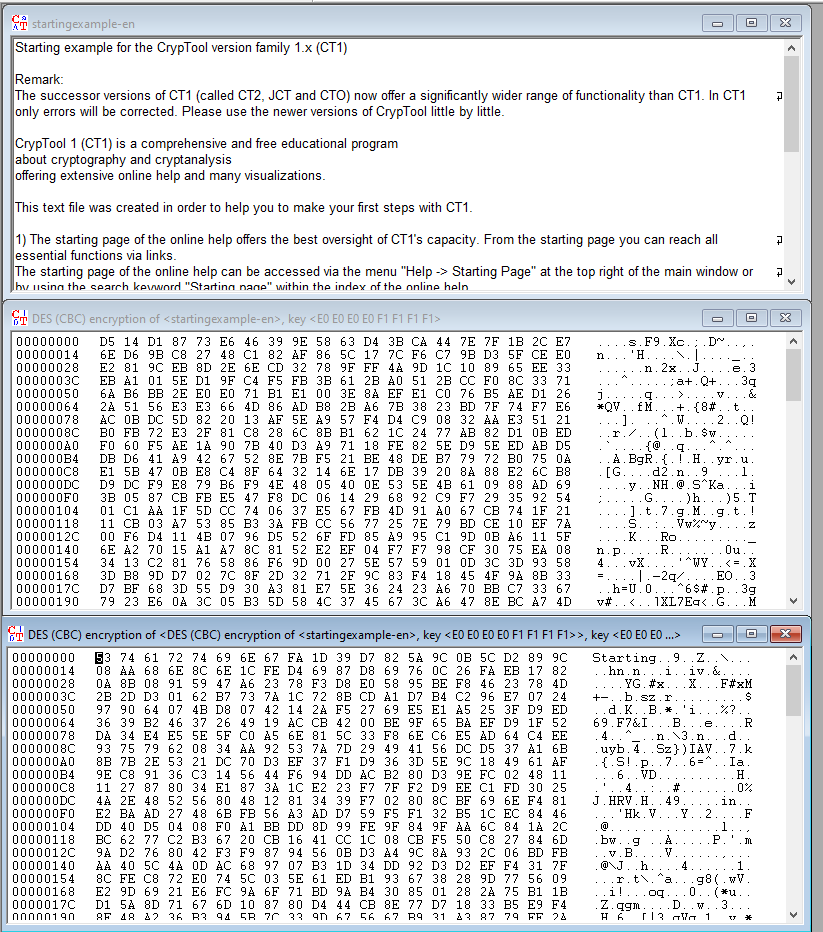 startingexample-en
Starting example for the CrypTool version family 1.x (CT1)
Remark:
The successor versions of CT1 (called CT2, JCT and CTO) now offer a significantly wider range of functionality than CT1. In CT1
only errors will be corrected. Please use the newer versions of CrypTool little by little.
CrypTool 1 (CT1) is a comprehensive and free educational program
about cryptography and cryptanalysis
offering extensive online help and many visualizations.
This text file was created in order to help you to make your first steps with CT1.
1) The starting page of the online help offers the best oversight of CT1's capacity. From the starting page you can reach all
essential functions via links.
The starting page of the online help can be accessed via the menu "Help -> Starting Page" at the top right of the main window or
by using the search keyword "Starting page" within the index of the online help
DES (CBC) encryption of <startingexample-en>, key <E0 E0 E0 E0 F1 F1 F1 F1>
00000000 D5 14 D1 87 73 E6 46 39 9E 58 63 D4 3B CA 44 7E 7F 1B 2C E7 ....s.F9.Xc.;.D~..,.
00000014 6E D6 9B C8 27 48 C1 82 AF 86 5C 17 7C F6 C7 9B D3 5F CE E0 n...'H....\.|...._..
00000028 E2 81 9C EB 8D 2E 6E CD 32 78 9F FF 4A 9D 1C 10 89 65 EE 33 ......n.2x..J....e.3
0000003C EB A1 01 5E D1 9F C4 F5 FB 3B 61 2B A0 51 2B CC F0 8C 33 71 ...^.....;a+.Q+...3q
00000050 6A B6 BB 2E E0 E0 71 B1 E1 00 3E 8A EF E1 C0 76 B5 AE D1 26 j.....q...>....v...&
00000064 2A 51 56 E3 E3 66 4D 86 AD B8 2B A6 7B 38 23 BD 7F 74 F7 E6 *QV..fM...+.{8#..t..
00000078 AC 0B DC 5D 82 20 13 AF 5E A9 57 F4 D4 C9 08 32 AA E3 51 21 ...]. ..^.W....2..Q!
0000008C B0 FB 72 E3 2F 81 C8 28 6C 8B B1 62 1C 24 77 AB 82 D1 0B ED ..r./..(l..b.$w.....
000000A0 F0 60 F5 AE 1A 90 7B 40 D3 A9 71 18 FE 82 5E D9 5E ED AB D5 .`....{@..q...^.^...
000000B4 DB D6 41 A9 42 67 52 8E 7B F5 21 BE 48 DE B7 79 72 B0 75 0A ..A.BgR.{.!.H..yr.u.
000000C8 E1 5B 47 0B E8 C4 8F 64 32 14 6E 17 DB 39 20 8A 88 E2 6C B8 .[G....d2.n..9 ...l.
000000DC D9 DC F9 E8 79 B6 F9 4E 48 05 40 0E 53 5E 4B 61 09 88 AD 69 ....y..NH.@.S^Ka...i
000000F0 3B 05 87 CB FB E5 47 F8 DC 06 14 29 68 92 C9 F7 29 35 92 54 ;.....G....)h...)5.T
00000104 01 C1 AA 1F 5D CC 74 06 37 E5 67 FB 4D 91 A0 67 CB 74 1F 21 ....].t.7.g.M..g.t.!
00000118 11 CB 03 A7 53 85 B3 3A FB CC 56 77 25 7E 79 BD CE 10 EF 7A ....S..:..Vw%~y....z
0000012C 00 F6 D4 11 4B 07 96 D5 52 6F FD 85 A9 95 C1 9D 0B A6 11 5F ....K...Ro........._
00000140 6E A2 70 15 A1 A7 8C 81 52 E2 EF 04 F7 F7 98 CF 30 75 EA 08 n.p.....R.......0u..
00000154 34 13 C2 81 76 58 86 F6 9D 00 27 5E 57 59 01 0D 3C 3D 93 58 4...vX....'^WY..<=.X
00000168 3D B8 9D D7 02 7C 8F 2D 32 71 2F 9C 83 F4 18 45 4F 9A 8B 33 =....|.-2q/....EO..3
0000017C D7 BF 68 3D 55 D9 30 A3 81 E7 5E 36 24 23 A6 70 BB C7 33 67 ..h=U.0...^6$#.p..3g
00000190 79 23 E6 0A 3C 05 B3 5D 58 4C 37 45 67 3C A6 47 8E BC A7 4D y#..<..]XL7Eg<.G...M
DES (CBC) encryption of <DES (CBC) encryption of <startingexample-en>, key <E0 E0 E0 E0 F1 F1 F1 F1>>, key <E0 E0 E0 ...>
00000000 53 74 61 72 74 69 6E 67 FA 1D 39 D7 82 5A 9C 0B 5C D2 89 9C Starting..9..Z..\...
00000014 08 AA 68 6E 8C 6E 1C FE D4 69 87 D8 69 76 0C 26 FA EB 17 82 ..hn.n...i..iv.&....
00000028 0A 8B 08 91 59 47 A6 23 78 F3 D8 E0 58 95 BE F8 46 23 78 4D ....YG.#x...X...F#xM
0000003C 2B 2D D3 01 62 B7 73 7A 1C 72 8B CD A1 D7 B4 C2 96 E7 07 24 +-..b.sz.r.........$
00000050 97 90 64 07 4B D8 07 42 14 2A F5 27 69 E5 E1 A5 25 3F D9 ED ..d.K..B.*.'i...%?..
00000064 36 39 B2 46 37 26 49 19 AC CB 42 00 BE 9F 65 BA EF D9 1F 52 69.F7&I...B...e....R
00000078 DA 34 E4 E5 5E 5F C0 A5 6E 81 5C 33 F8 6E C6 E5 AD 64 C4 EE .4..^_..n.\3.n...d..
0000008C 93 75 79 62 08 34 AA 92 53 7A 7D 29 49 41 56 DC D5 37 A1 6B .uyb.4..Sz})IAV..7.k
000000A0 8B 7B 2E 53 21 DC 70 D3 EF 37 F1 D9 36 3D 5E 9C 18 49 61 AF .{.S!.p..7..6=^..Ia.
000000B4 9E C8 91 36 C3 14 56 44 F6 94 DD AC B2 80 D3 9E FC 02 48 11 ...6..VD..........H.
000000C8 11 27 87 80 34 E1 87 3A 1C E2 23 F7 7F F2 D9 EE C1 FD 30 25 .'..4..:..#.......0%
000000DC 4A 2E 48 52 56 80 48 12 81 34 39 F7 02 80 8C BF 69 6E F4 81 J.HRV.H..49.....in..
000000F0 E2 BA AD 27 48 6B FB 56 A3 AD D7 59 F5 F1 32 B5 1C EC 84 46 ...'Hk.V...Y..2....F
00000104 DD 40 D5 04 08 F0 A1 BB DD 8D 99 FE 9F 84 9F AA 6C 84 1A 2C .@..............l..,
00000118 BC 62 77 C2 B3 67 20 CB 16 41 CC 1C 08 CB F5 50 C8 27 84 6D .bw..g ..A.....P.'.m
0000012C 9A D2 76 80 42 F3 F9 87 94 56 0B D3 A4 9C 8A 93 2C 06 BD FB ..v.B....V......,...
00000140 AA 40 5C 4A 0D AC 68 97 07 B3 1D 34 DD 92 D3 D2 EF F4 31 7F .@\J..h....4......1.
00000154 8C FE C8 72 E0 74 5C 03 5E 61 ED B1 93 67 38 28 89 9D 77 56 09
00000168 E2 9D 69 21 E6 FC 9A 6F 71 BD 9A B4 30 85 01 28 2A 75 B1 1B ..i!...oq...0..(*u..
0000017C D1 5A 8D 71 67 6D 10 87 80 D4 44 CB 8E 77 D7 18 33 B5 E9 F4 .Z.qgm....D..w..3...